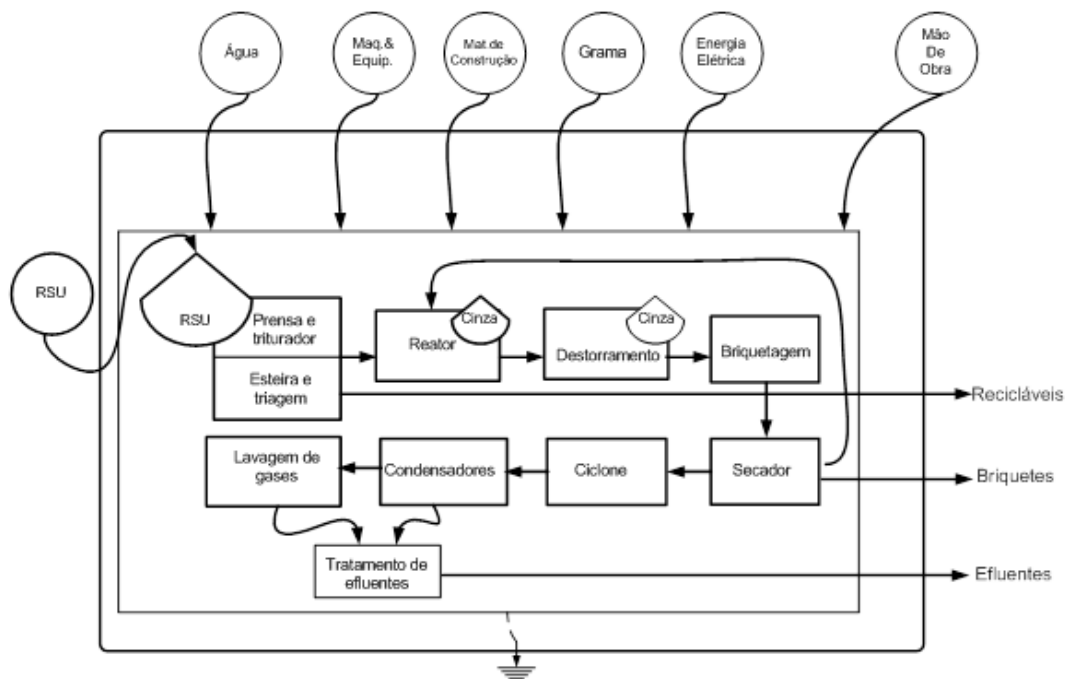 Água
Maq.&
Equip.
Mat.de
Construção
Grama
Energia
Elétrica
Mão
De
Obra
RSU
RSU
Prensa e
triturador
Esteira e
triagem
Reator
Cinza
Destorramento
Cinza
Briquetagem
Recicláveis
Lavagem de
gases
Condensadores
Ciclone
Secador
Briquetes
Tratamento de
efluentes
Efluentes